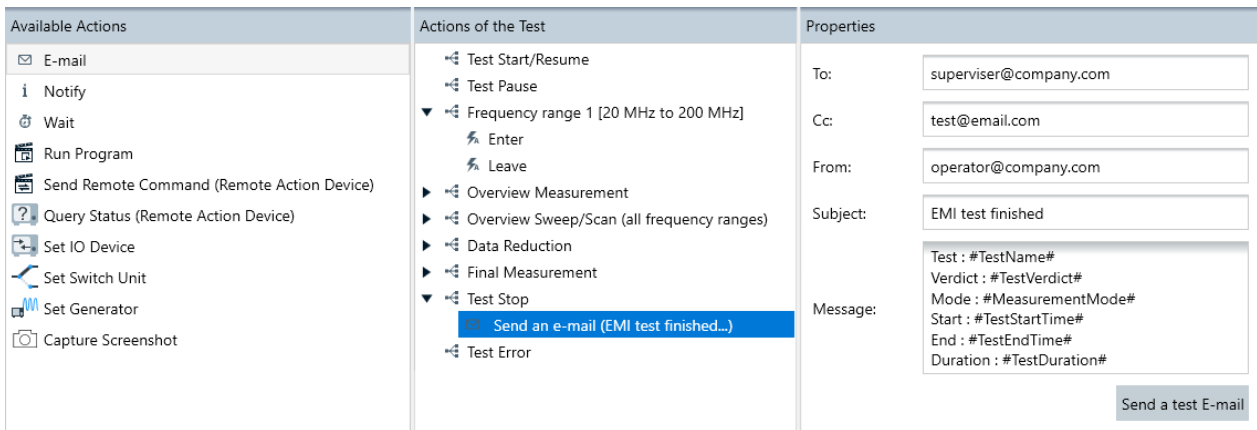 Available Actions
E-mail
Notify
Wait
Run Program
Send Remote Command (Remote Action Device)
Query Status (Remote Action Device)
Set IO Device
Set Switch Unit
Set Generator
Capture Screenshot
Actions of the Test
Test Start/Resume
Test Pause
Frequency range 1 [20 MHz to 200 MHz]
Enter
Leave
Overview Measurement
Overview Sweep/Scan (all frequency ranges)
Data Reduction
Final Measurement
Test Stop
Send an e-mail (EMI test finished...)
Test Error
Properties
To: superviser@company.com
Cc: test@email.com
From: operator@company.com
Subject: EMI test finished
Message:
Test : #TestName#
Verdict : #TestVerdict#
Mode : #MeasurementMode#
Start : #TestStartTime#
End : #TestEndTime#
Duration : #TestDuration#
Send a test E-mail